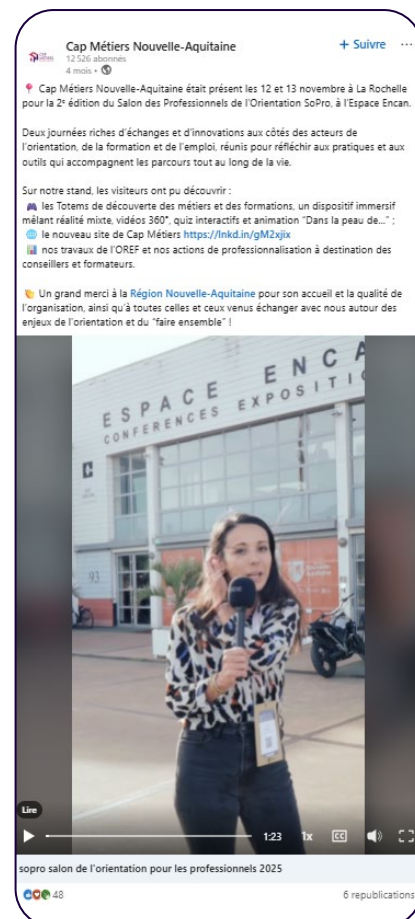 Cap Métiers Nouvelle-Aquitaine
12 526 abonnés
4 mois •
+ Suivre ...
📍 Cap Métiers Nouvelle-Aquitaine était présent les 12 et 13 novembre à La Rochelle
pour la 2ᵉ édition du Salon des Professionnels de l'Orientation SoPro, à l'Espace Encan.
Deux journées riches d'échanges et d'innovations aux côtés des acteurs de
l'orientation, de la formation et de l'emploi, réunis pour réfléchir aux pratiques et aux
outils qui accompagnent les parcours tout au long de la vie.
Sur notre stand, les visiteurs ont pu découvrir :
🎮 les Totems de découverte des métiers et des formations, un dispositif immersif
mêlant réalité mixte, vidéos 360°, quiz interactifs et animation "Dans la peau de..." ;
🌐 le nouveau site de Cap Métiers https://lnkd.in/gM2xjix
📊 nos travaux de l'OREF et nos actions de professionnalisation à destination des
conseillers et formateurs.
👏 Un grand merci à la Région Nouvelle-Aquitaine pour son accueil et la qualité de
l'organisation, ainsi qu'à toutes celles et ceux venus échanger avec nous autour des
enjeux de l'orientation et du "faire ensemble" !
ESPACE ENCA
CONFERENCES EXPOSITI
93
Lire
1:23 1x CC
sopro salon de l'orientation pour les professionnels 2025
48
6 republications